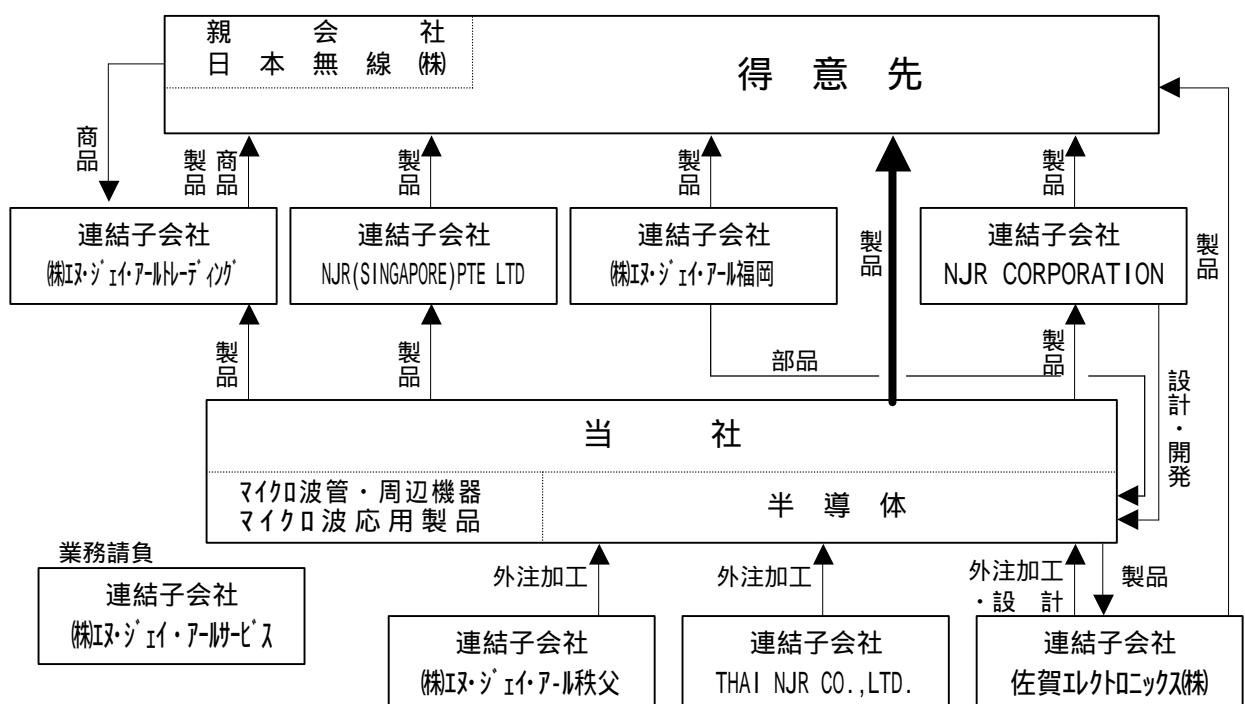 親会社
日本無線㈱
得意先
商品
製品
商品
製品
製品
製品
製品
製品
連結子会社
㈱エヌ・ジェイ・アールトレーディング
連結子会社
NJR(SINGAPORE)PTE LTD
連結子会社
㈱エヌ・ジェイ・アール福岡
連結子会社
NJR CORPORATION
製品
製品
製品
部品
製品
設計・開発
当社
マイクロ波管・周辺機器
マイクロ波応用製品
半導体
業務請負
連結子会社
㈱エヌ・ジェイ・アールサービス
外注加工
外注加工
外注加工
・設計
製品
連結子会社
㈱エヌ・ジェイ・アール秩父
連結子会社
THAI NJR CO.,LTD.
連結子会社
佐賀エレクトロニックス㈱